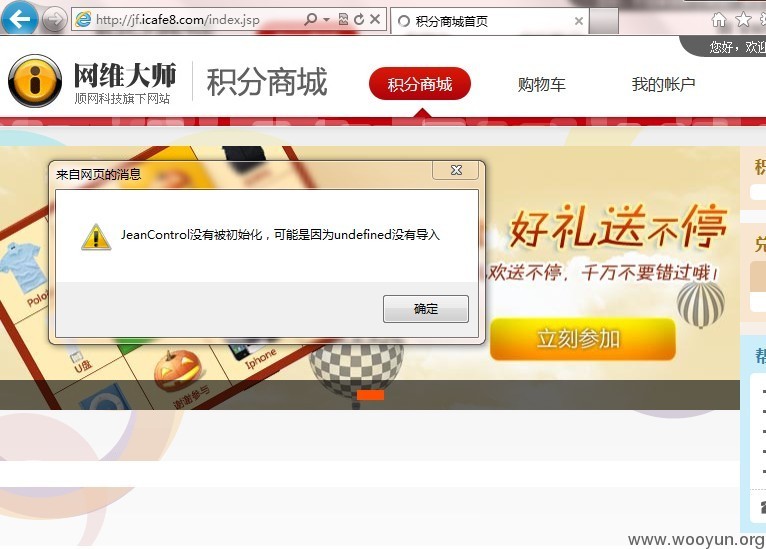 http://jf.icafe8.com/index.jsp
积分商城首页
您好，欢迎
网维大师
顺网科技旗下网站
积分商城
积分商城
购物车
我的帐户
来自网页的消息
JeanControl没有被初始化，可能是因为undefined没有导入
确定
好礼送不停
欢送不停，千万不要错过哦！
立刻参加
Polo
U盘
Iphone
谢谢参与
积
兑
帮
www.wooyun.org